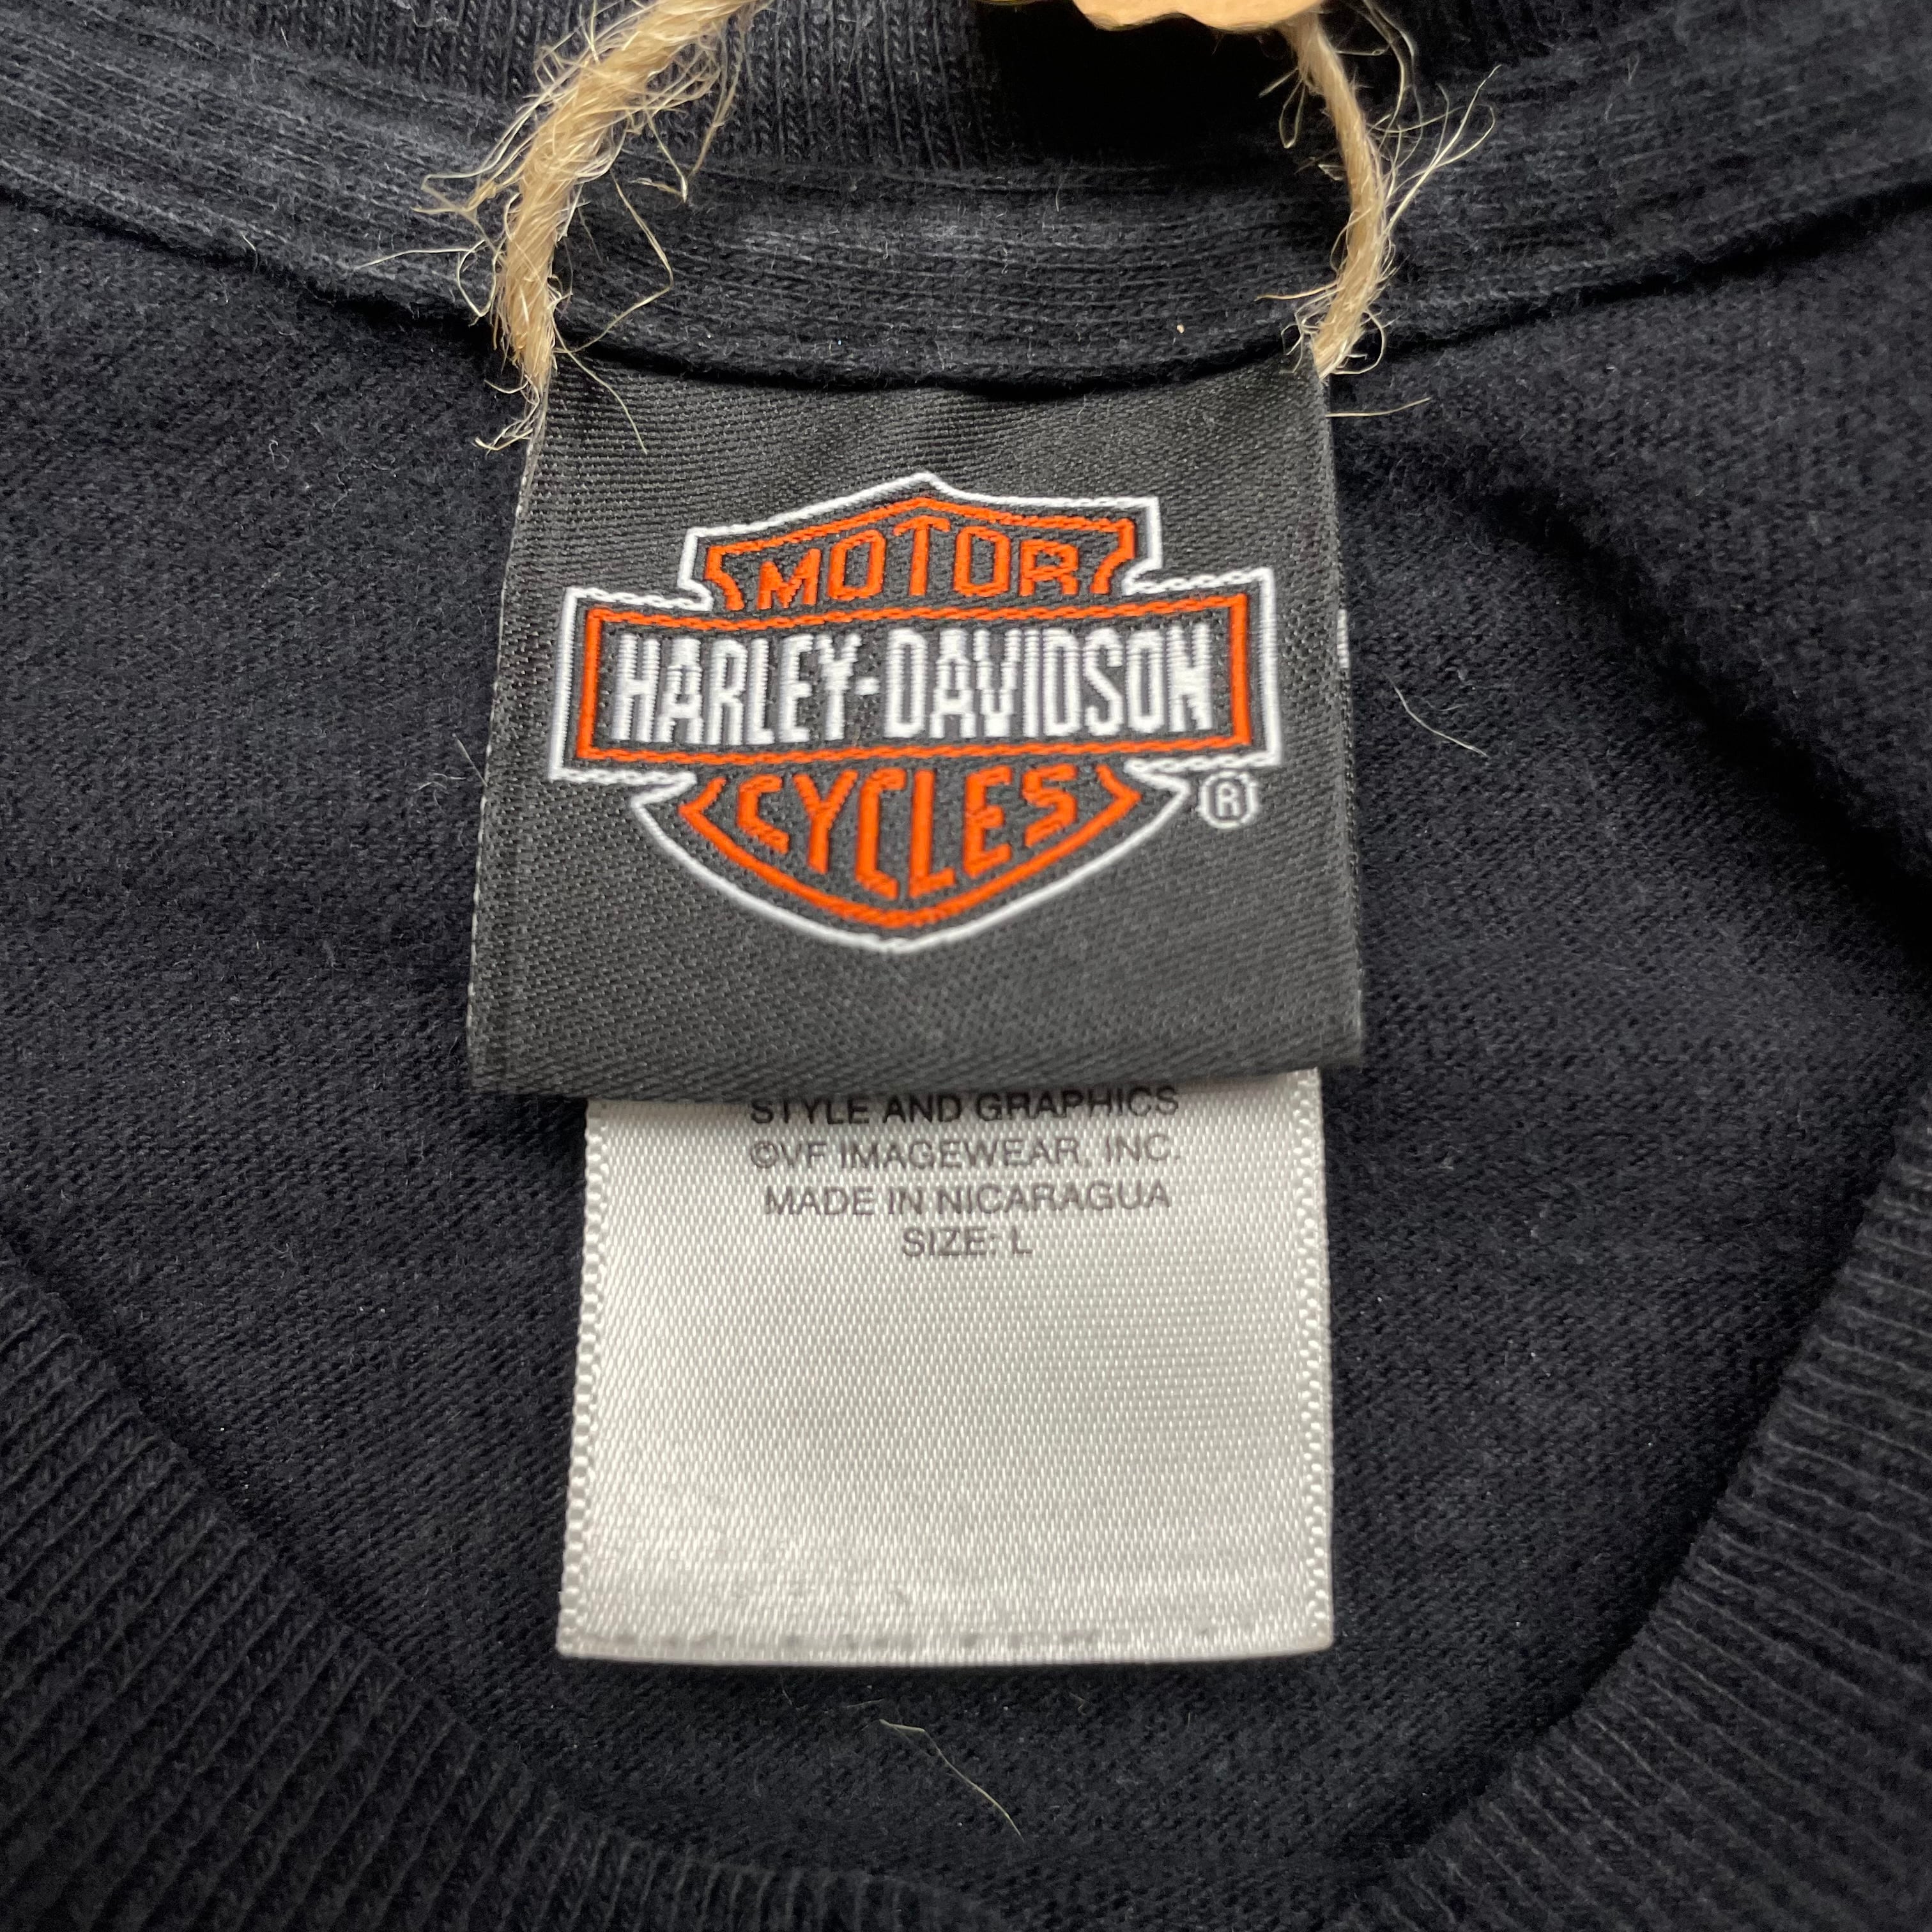 MOTOR
HARLEY-DAVIDSON
CYCLES
®
STYLE AND GRAPHICS
©VF IMAGEWEAR, INC.
MADE IN NICARAGUA
SIZE: L